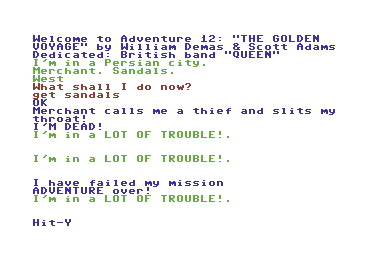 Welcome to Adventure 12: "THE GOLDEN
VOYAGE" by William Demas & Scott Adams
Dedicated: British band "QUEEN"
I'm in a Persian city.
Merchant. Sandals.
West
What shall I do now?
get sandals
OK
Merchant calls me a thief and slits my
throat!
I'M DEAD!
I'm in a LOT OF TROUBLE!.
I'm in a LOT OF TROUBLE!.
I have failed my mission
ADVENTURE over!
I'm in a LOT OF TROUBLE!.
Hit-Y